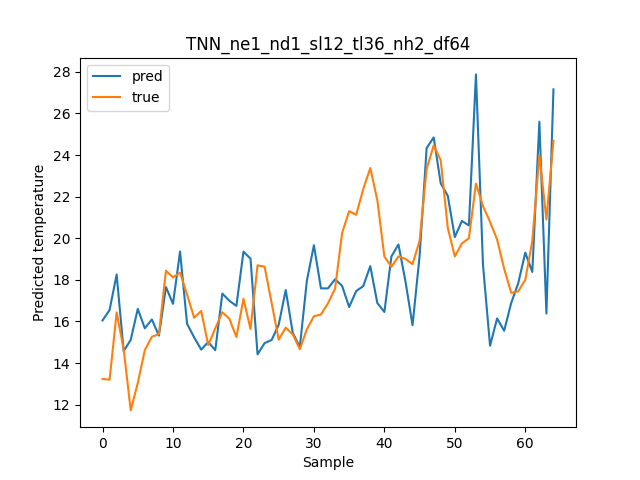 TNN_ne1_nd1_sl12_tl36_nh2_df64
pred
true
Predicted temperature
28
26
24
22
20
18
16
14
12
0 10 20 30 40 50 60
Sample